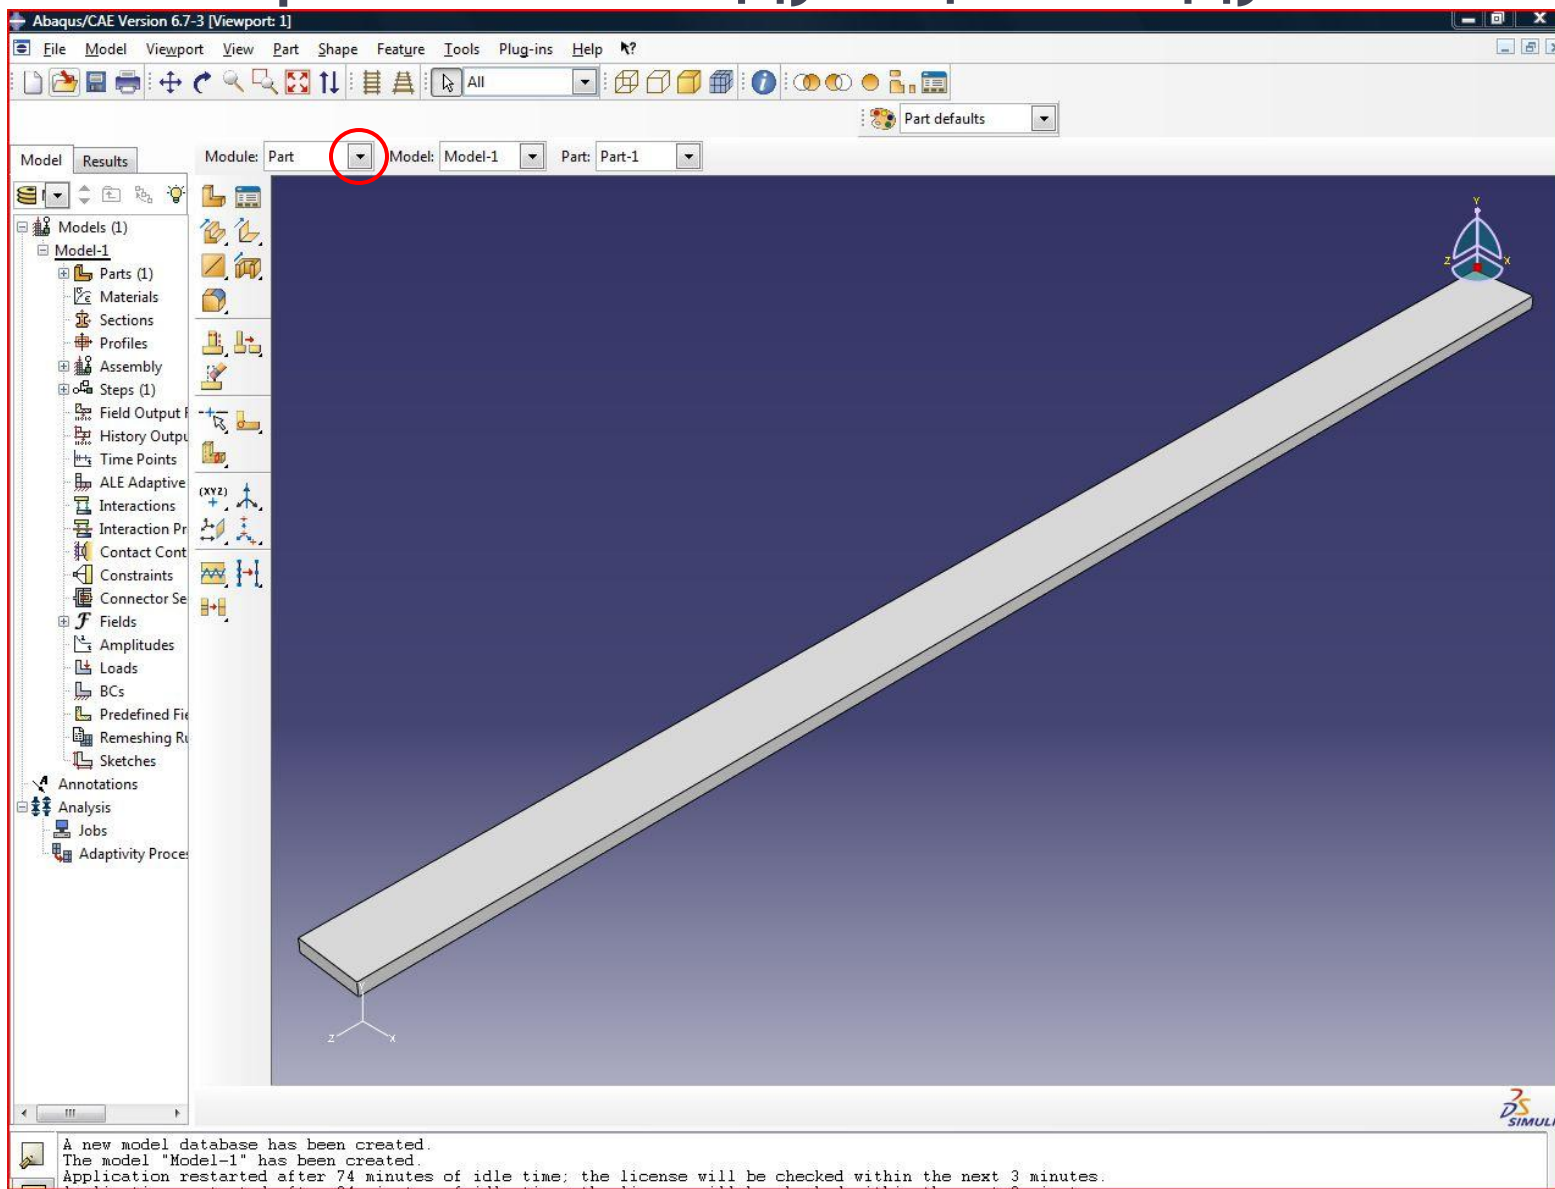 Abaqus/CAE Version 6.7-3 [Viewport: 1]
File Model Viewport View Part Shape Feature Tools Plug-ins Help
All
Part defaults
Model Results
Module: Part Model: Model-1 Part: Part-1
Models (1)
Model-1
Parts (1)
Materials
Sections
Profiles
Assembly
Steps (1)
Field Output
History Outpu
Time Points
ALE Adaptive
Interactions
Interaction Pr
Contact Cont
Constraints
Connector Se
Fields
Amplitudes
Loads
BCs
Predefined Fie
Remeshing Ru
Sketches
Annotations
Analysis
Jobs
Adaptivity Proce
(XYZ)
Y
Z X
Y
Z X
SIMULI
A new model database has been created.
The model "Model-1" has been created.
Application restarted after 74 minutes of idle time; the license will be checked within the next 3 minutes.